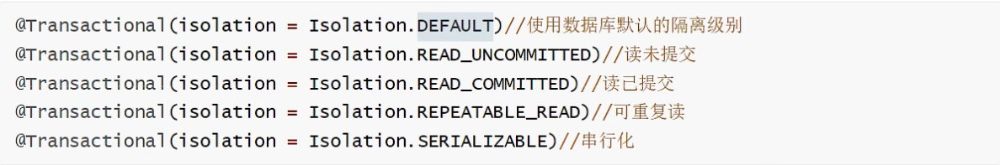 @Transactional(isolation = Isolation.DEFAULT)//使用数据库默认的隔离级别
@Transactional(isolation = Isolation.READ_UNCOMMITTED)//读未提交
@Transactional(isolation = Isolation.READ_COMMITTED)//读已提交
@Transactional(isolation = Isolation.REPEATABLE_READ)//可重复读
@Transactional(isolation = Isolation.SERIALIZABLE)//串行化